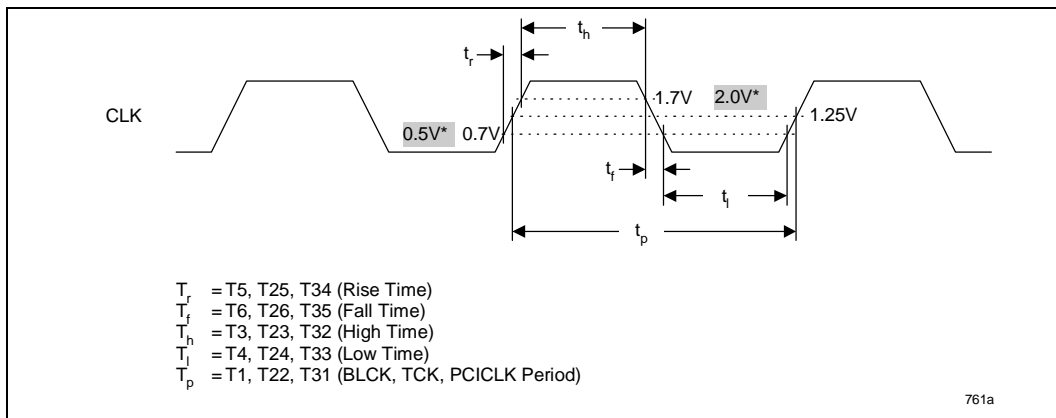 t_h
t_r
CLK
1.7V 2.0V*
1.25V
0.5V* 0.7V
t_f
t_l
t_p
T_r = T5, T25, T34 (Rise Time)
T_f = T6, T26, T35 (Fall Time)
T_h = T3, T23, T32 (High Time)
T_l = T4, T24, T33 (Low Time)
T_p = T1, T22, T31 (BLCK, TCK, PCICLK Period)
761a